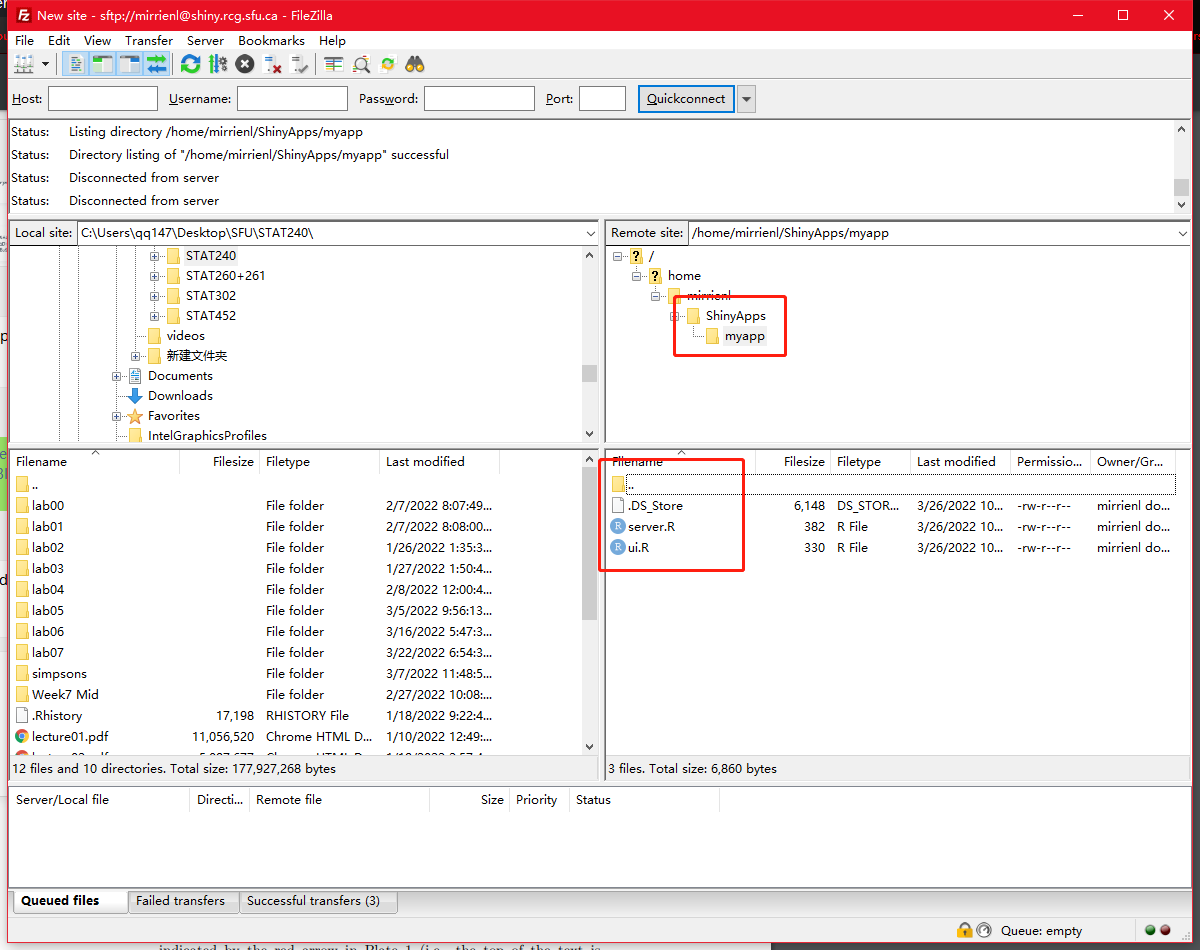 New site - sftp://mirrienl@shiny.rcg.sfu.ca - FileZilla
File Edit View Transfer Server Bookmarks Help
Host: Username: Password: Port: Quickconnect
Status: Listing directory /home/mirrienl/ShinyApps/myapp
Status: Directory listing of "/home/mirrienl/ShinyApps/myapp" successful
Status: Disconnected from server
Status: Disconnected from server
Local site: C:\Users\qq147\Desktop\SFU\STAT240\
STAT240
STAT260+261
STAT302
STAT452
videos
新建文件夹
Documents
Downloads
Favorites
IntelGraphicsProfiles
Remote site: /home/mirrienl/ShinyApps/myapp
/
home
mirrienl
ShinyApps
myapp
Filename Filesize Filetype Last modified
..
lab00 File folder 2/7/2022 8:07:49...
lab01 File folder 2/7/2022 8:08:00...
lab02 File folder 1/26/2022 1:35:3...
lab03 File folder 1/27/2022 1:50:4...
lab04 File folder 2/8/2022 12:00:4...
lab05 File folder 3/5/2022 9:56:13...
lab06 File folder 3/16/2022 5:47:3...
lab07 File folder 3/22/2022 6:54:3...
simpsons File folder 3/7/2022 11:48:5...
Week7 Mid File folder 2/27/2022 10:08:...
.Rhistory 17,198 RHISTORY File 1/18/2022 9:22:4...
lecture01.pdf 11,056,520 Chrome HTML D... 1/10/2022 12:49:...
12 files and 10 directories. Total size: 177,927,268 bytes
Filename Filesize Filetype Last modified Permissio... Owner/Gr...
..
.DS_Store 6,148 DS_STOR... 3/26/2022 10... -rw-r--r-- mirrienl do...
server.R 382 R File 3/26/2022 10... -rw-r--r-- mirrienl do...
ui.R 330 R File 3/26/2022 10... -rw-r--r-- mirrienl do...
3 files. Total size: 6,860 bytes
Server/Local file Directi... Remote file Size Priority Status
Queued files Failed transfers Successful transfers (3)
Queue: empty